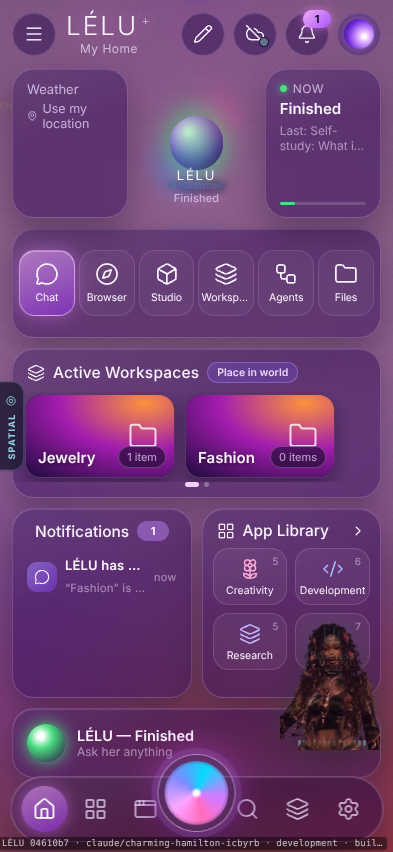 LÉLU +
My Home
1
Weather
Use my
location
LÉLU
Finished
NOW
Finished
Last: Self-
study: What i...
Chat
Browser
Studio
Worksp...
Agents
Files
Active Workspaces
Place in world
SPATIAL
Jewelry
1 item
Fashion
0 items
Notifications
1
LÉLU has ...
"Fashion" is ...
now
App Library
5
Creativity
6
Development
5
Research
7
LÉLU — Finished
Ask her anything
LÉLU 04610b7 · claude/charming-hamilton-icbyrb · development · buil…